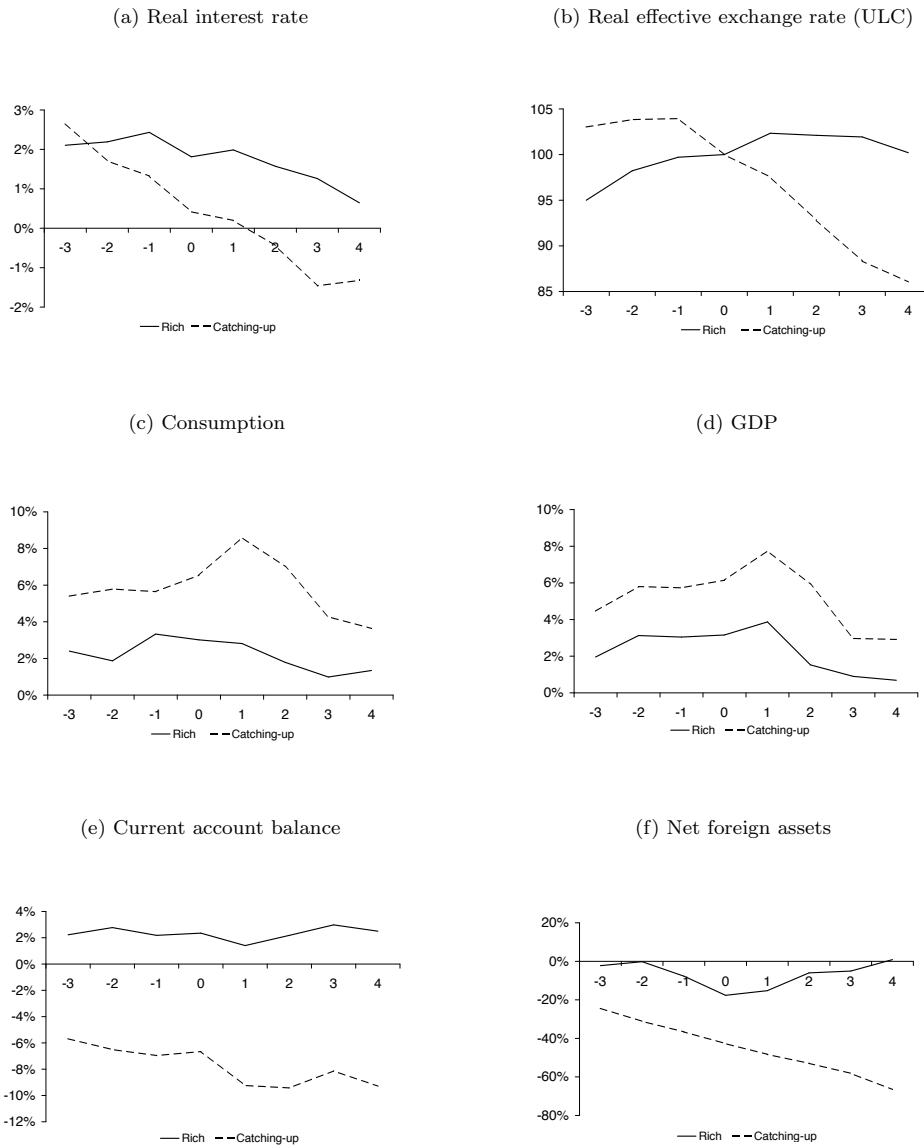 (a) Real interest rate
3%
2%
1%
0%
-1%
-2%
-3 -2 -1 0 1 2 3 4
Rich Catching-up
(b) Real effective exchange rate (ULC)
105
100
95
90
85
-3 -2 -1 0 1 2 3 4
Rich Catching-up
(c) Consumption
10%
8%
6%
4%
2%
0%
-3 -2 -1 0 1 2 3 4
Rich Catching-up
(d) GDP
10%
8%
6%
4%
2%
0%
-3 -2 -1 0 1 2 3 4
Rich Catching-up
(e) Current account balance
4%
2%
0%
-2%
-4%
-6%
-8%
-10%
-12%
-3 -2 -1 0 1 2 3 4
Rich Catching-up
(f) Net foreign assets
20%
0%
-20%
-40%
-60%
-80%
-3 -2 -1 0 1 2 3 4
Rich Catching-up